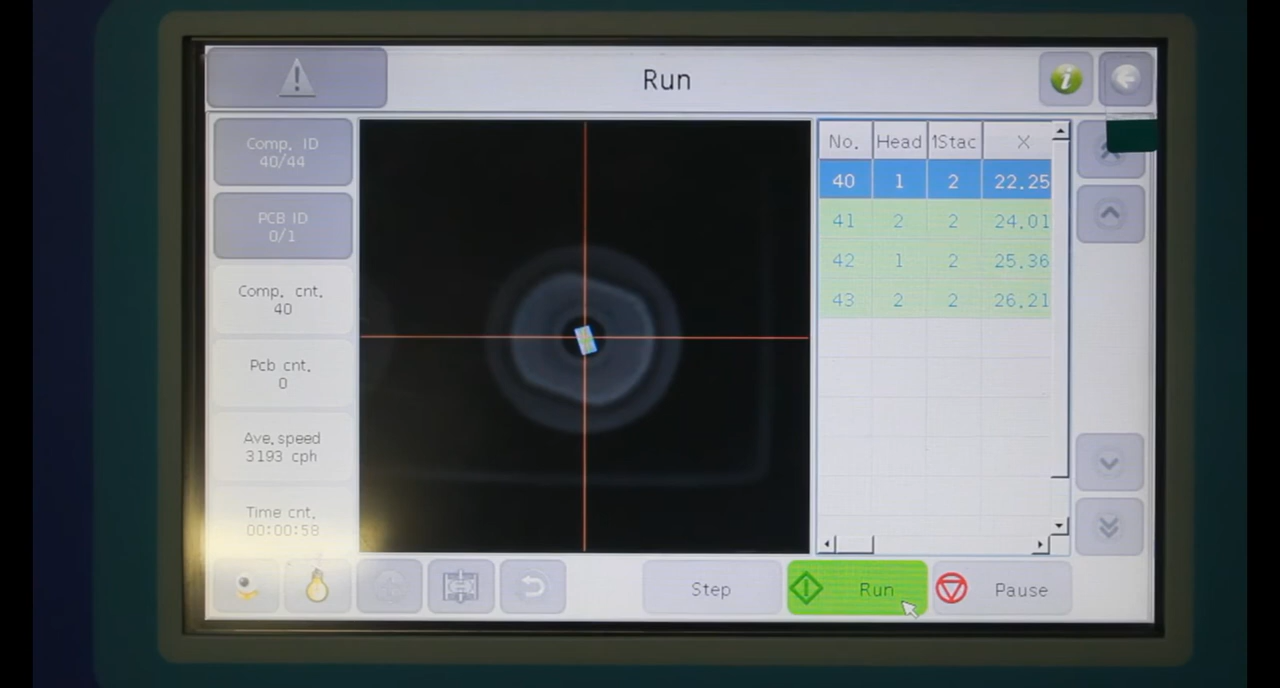 Run
Comp. ID
40/44
PCB ID
0/1
Comp. cnt.
40
Pcb cnt.
0
Ave.speed
3193 cph
Time cnt.
00:00:58
No. Head 1Stac X
40 1 2 22.25
41 2 2 24.01
42 1 2 25.36
43 2 2 26.21
Step
Run
Pause